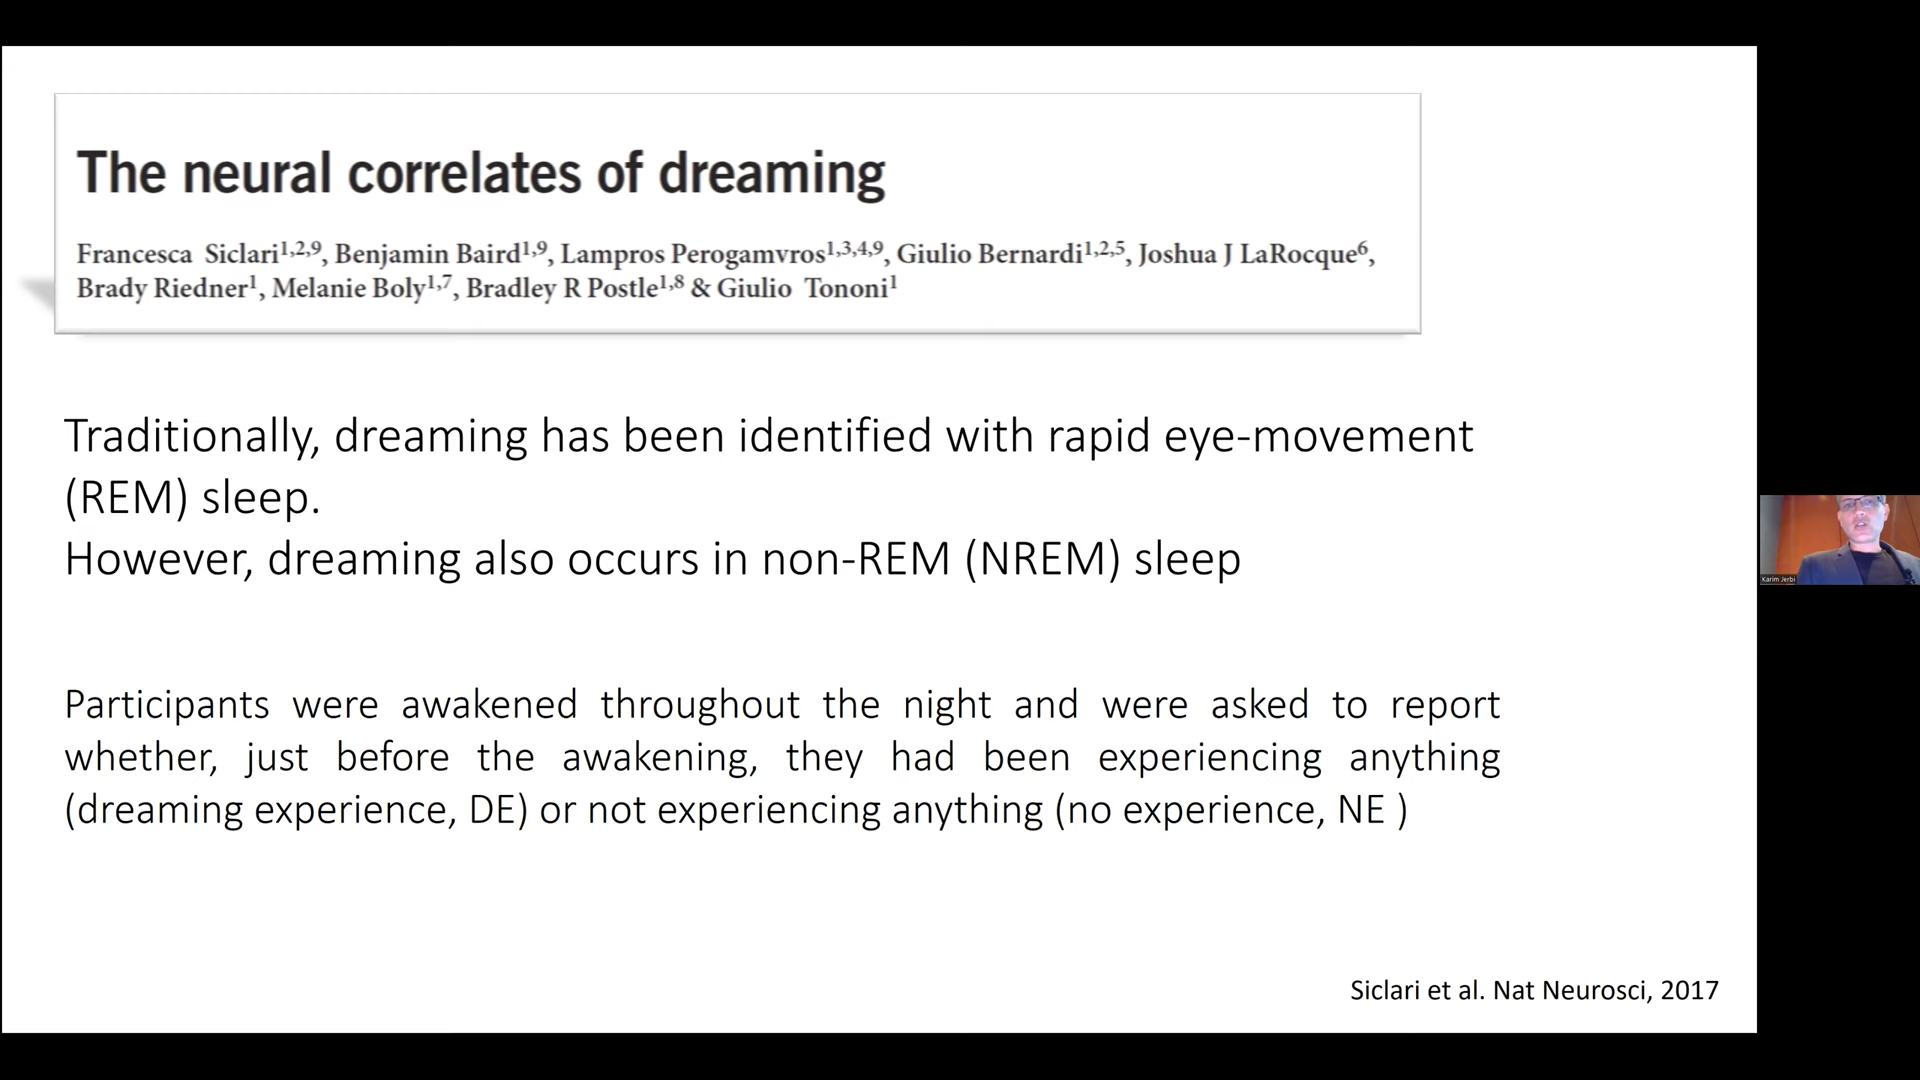 The neural correlates of dreaming
Francesca Siclari1,2,9, Benjamin Baird1,9, Lampros Perogamvros1,3,4,9, Giulio Bernardi1,2,5, Joshua J LaRocque6,
Brady Riedner1, Melanie Boly1,7, Bradley R Postle1,8 & Giulio Tononi1
Traditionally, dreaming has been identified with rapid eye-movement
(REM) sleep.
However, dreaming also occurs in non-REM (NREM) sleep
Participants were awakened throughout the night and were asked to report
whether, just before the awakening, they had been experiencing anything
(dreaming experience, DE) or not experiencing anything (no experience, NE )
Siclari et al. Nat Neurosci, 2017
Karim Jerbi